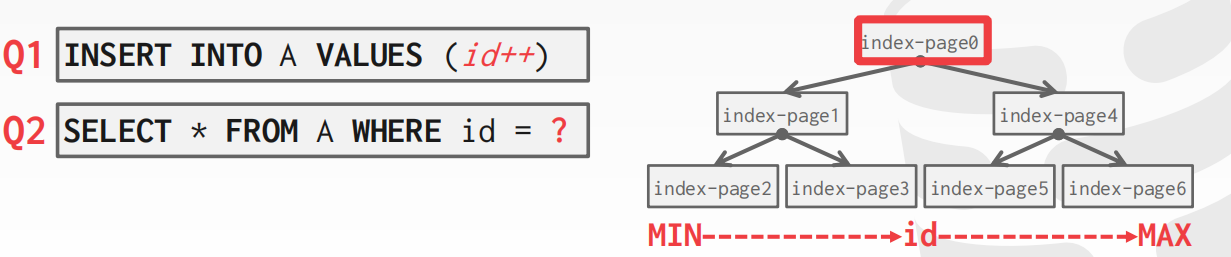 Q1 INSERT INTO A VALUES (id++)
Q2 SELECT * FROM A WHERE id = ?
index-page0
index-page1 index-page4
index-page2 index-page3 index-page5 index-page6
MIN id MAX